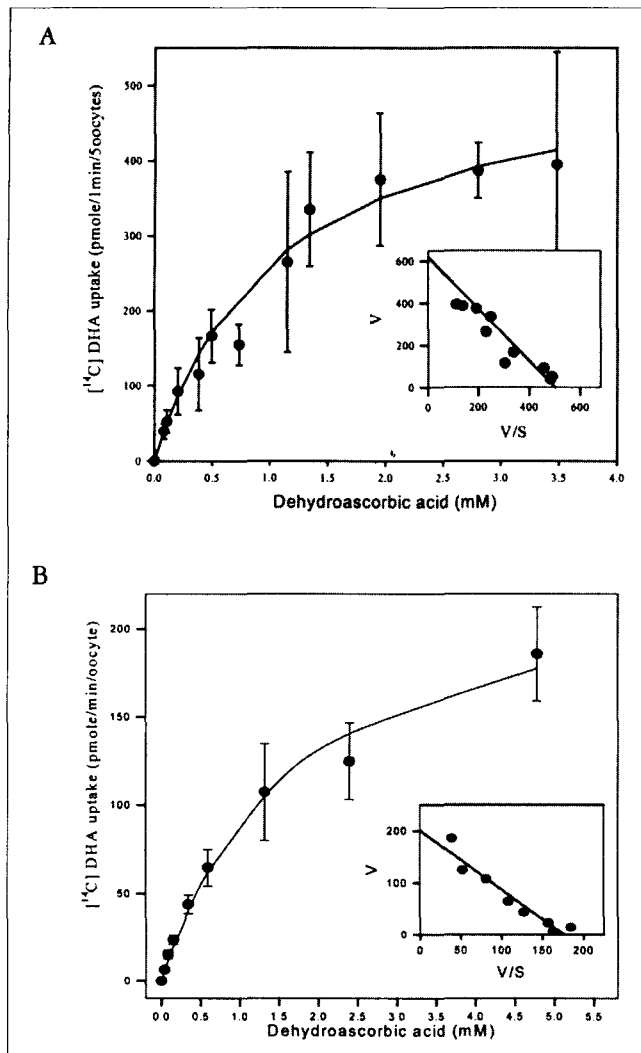 A
[¹⁴C] DHA uptake (pmole/1min/5oocytes)
500
400
300
200
100
0
0.0 0.5 1.0 1.5 2.0 2.5 3.0 3.5 4.0
Dehydroascorbic acid (mM)
V
600
400
200
0
0 200 400 600
V/S
B
[¹⁴C] DHA uptake (pmole/min/oocyte)
200
150
100
50
0
0.0 0.5 1.0 1.5 2.0 2.5 3.0 3.5 4.0 4.5 5.0 5.5
Dehydroascorbic acid (mM)
V
200
100
0
0 50 100 150 200
V/S